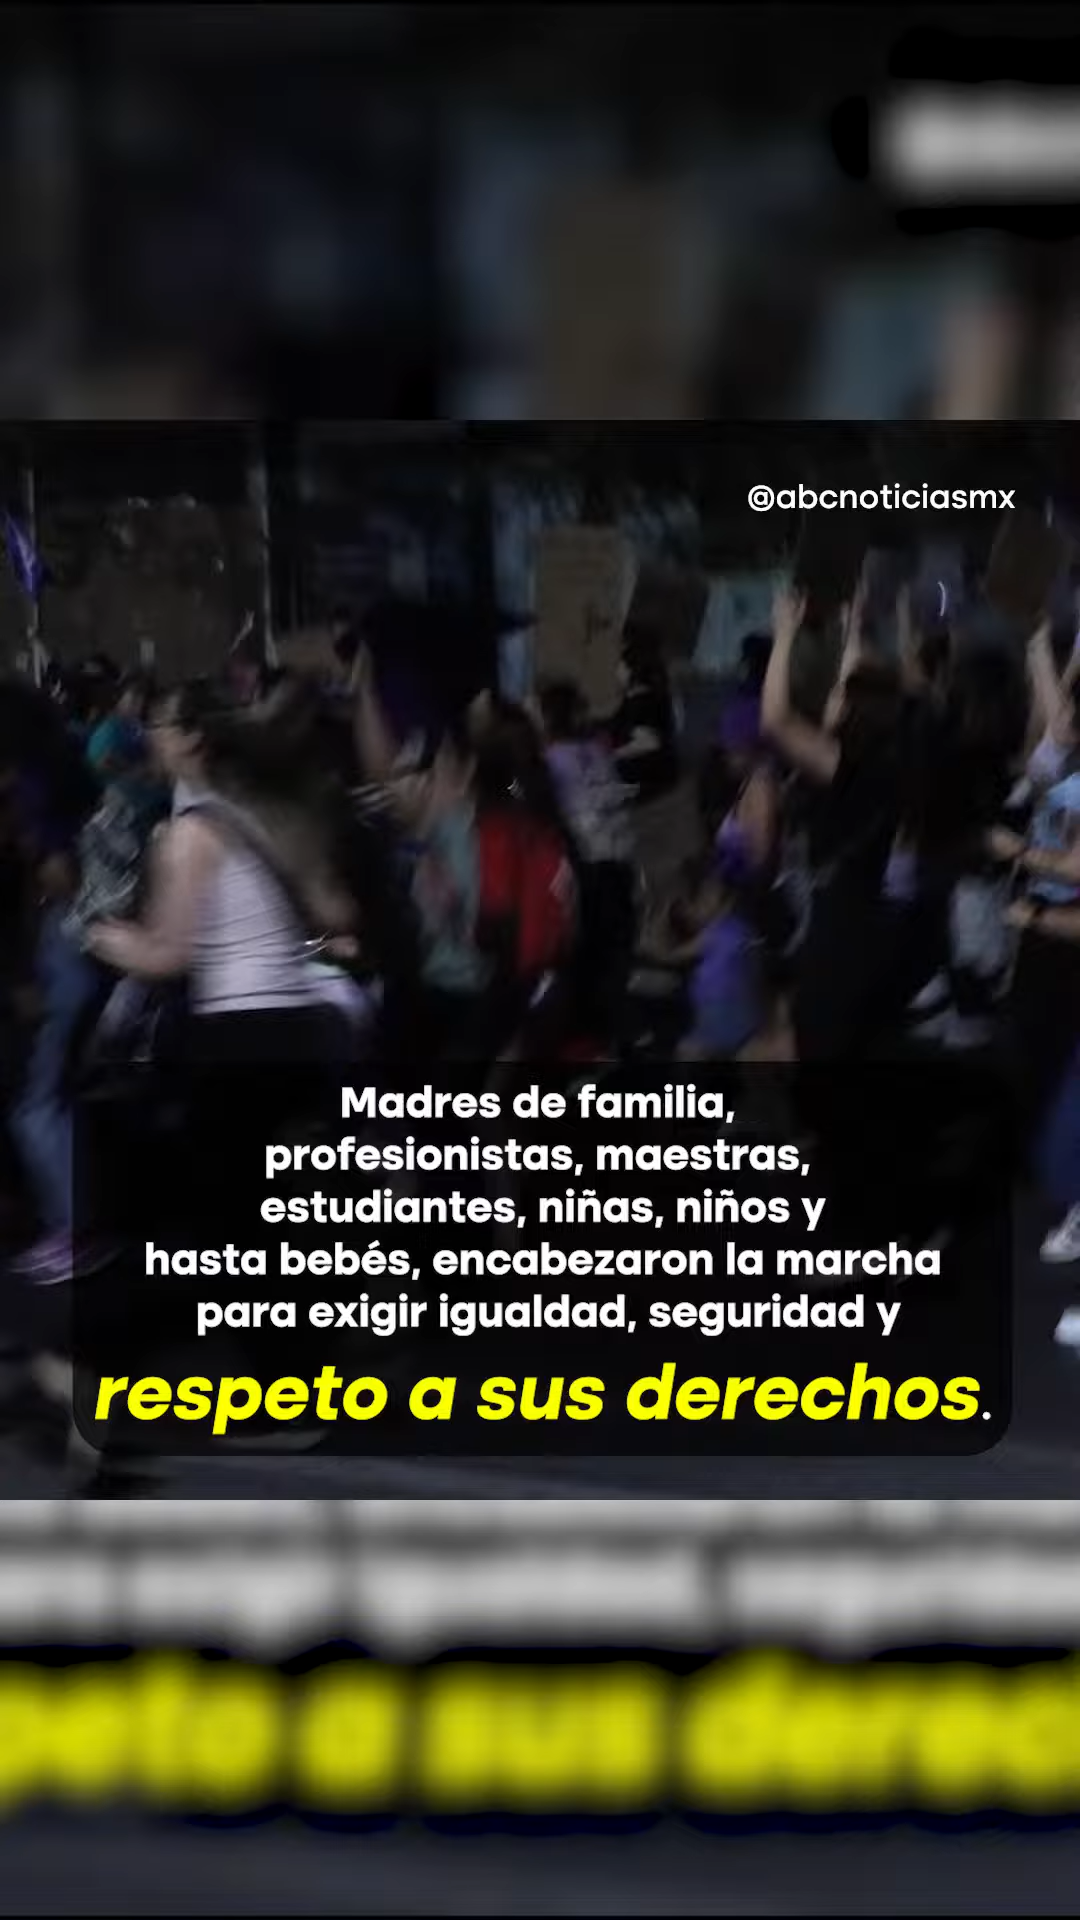 @abcnoticiasmx
Madres de familia,
profesionistas, maestras,
estudiantes, niñas, niños y
hasta bebés, encabezaron la marcha
para exigir igualdad, seguridad y
respeto a sus derechos.